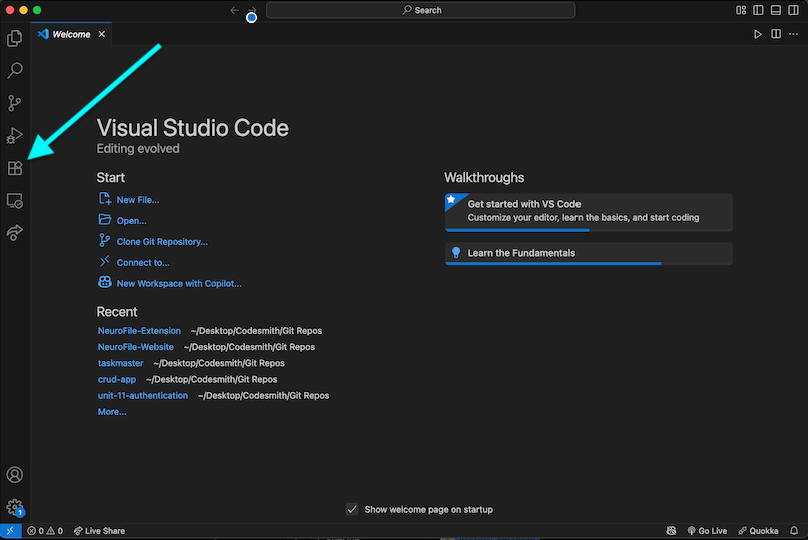 Search
Welcome
Visual Studio Code
Editing evolved
Start
New File...
Open...
Clone Git Repository...
Connect to...
New Workspace with Copilot...
Recent
NeuroFile-Extension ~/Desktop/Codesmith/Git Repos
NeuroFile-Website ~/Desktop/Codesmith/Git Repos
taskmaster ~/Desktop/Codesmith/Git Repos
crud-app ~/Desktop/Codesmith/Git Repos
unit-11-authentication ~/Desktop/Codesmith/Git Repos
More...
Walkthroughs
Get started with VS Code
Customize your editor, learn the basics, and start coding
Learn the Fundamentals
Show welcome page on startup
1
0 0 Live Share
Go Live Quokka